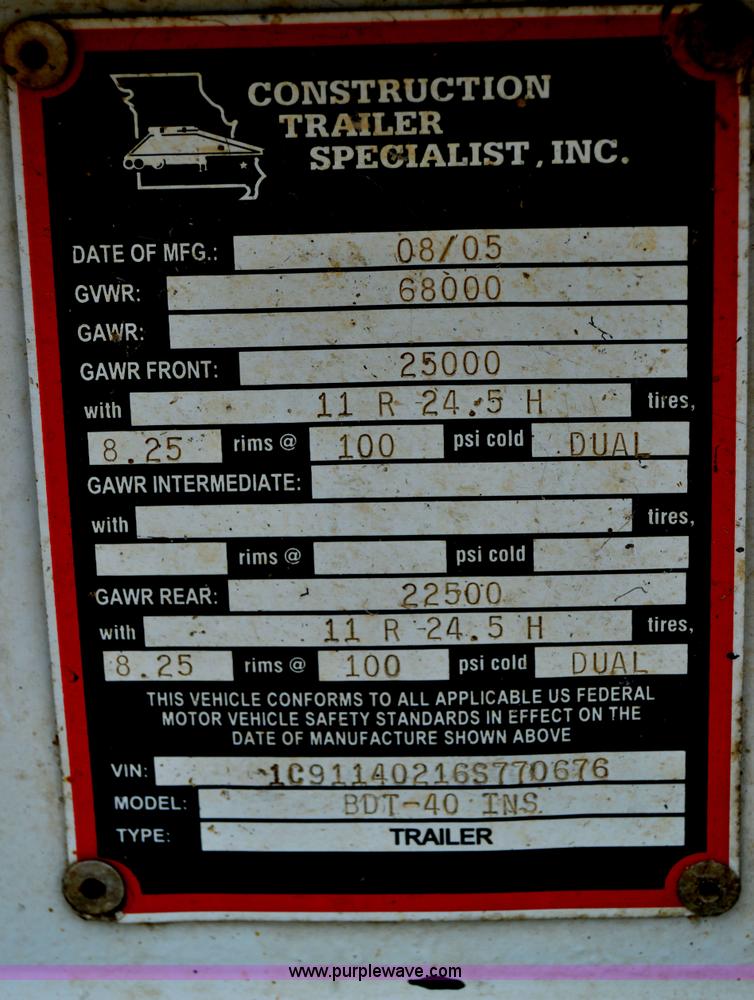 CONSTRUCTION
TRAILER
SPECIALIST, INC.
DATE OF MFG.: 08/05
GVWR: 68000
GAWR:
GAWR FRONT: 25000
with 11 R 24.5 H tires,
8.25 rims @ 100 psi cold DUAL
GAWR INTERMEDIATE:
with tires,
rims @ psi cold
GAWR REAR: 22500
with 11 R 24.5 H tires,
8.25 rims @ 100 psi cold DUAL
THIS VEHICLE CONFORMS TO ALL APPLICABLE US FEDERAL
MOTOR VEHICLE SAFETY STANDARDS IN EFFECT ON THE
DATE OF MANUFACTURE SHOWN ABOVE
VIN: 1C91140216S770676
MODEL: BDT-40 INS
TYPE: TRAILER
www.purplewave.com